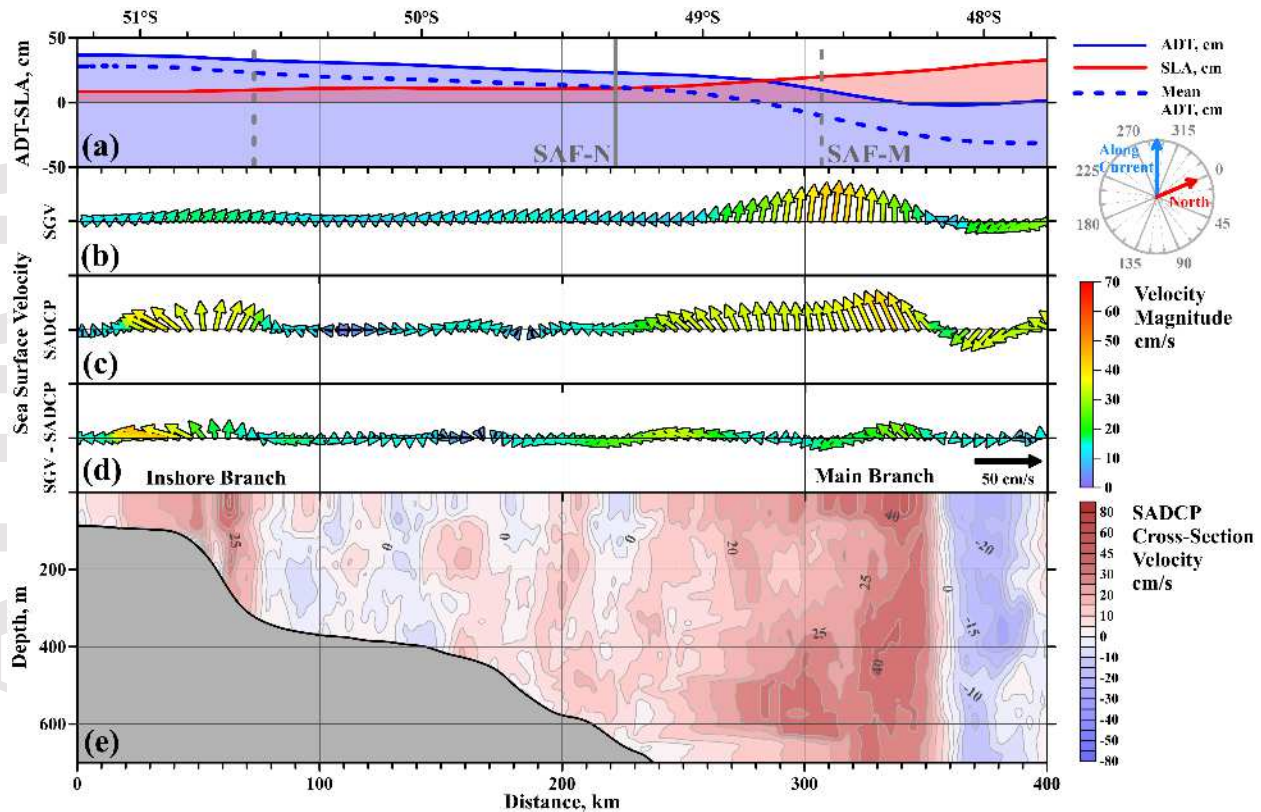 51°S 50°S 49°S 48°S
50
0
-50
ADT-SLA, cm
(a)
SAF-N
SAF-M
ADT, cm
SLA, cm
Mean
ADT, cm
270 315
Along
Current
225 0
North
180 45
135 90
Sea Surface Velocity
SGV
(b)
SADCP
(c)
SGV - SADCP
(d)
Inshore Branch
Main Branch
50 cm/s
70
60
50
40
30
20
10
0
Velocity
Magnitude
cm/s
Depth, m
200
400
600
(e)
25
0
0
0
20
40
25
25
40
0
-20
-15
-10
0 100 200 300 400
Distance, km
80
60
45
30
20
10
0
-10
-20
-30
-40
-50
-80
SADCP
Cross-Section
Velocity
cm/s